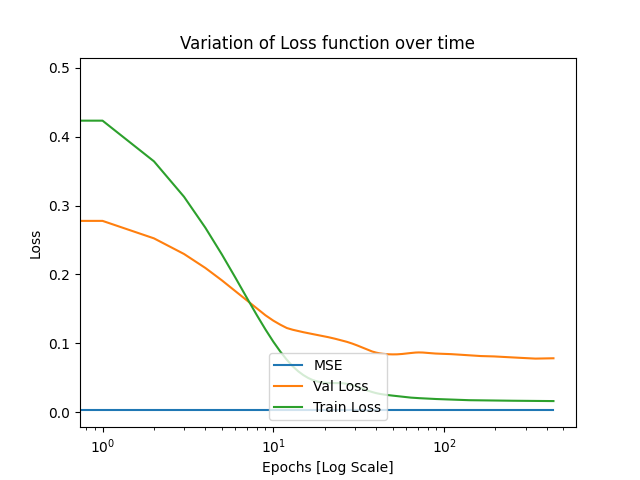 Variation of Loss function over time
0.5
0.4
0.3
0.2
0.1
0.0
Loss
MSE
Val Loss
Train Loss
10⁰ 10¹ 10²
Epochs [Log Scale]